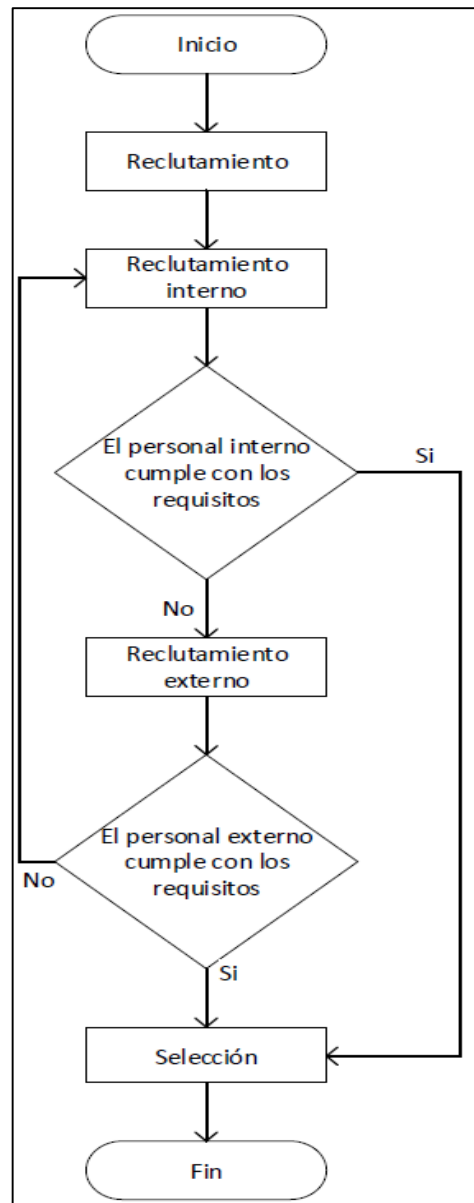 Inicio
Reclutamiento
Reclutamiento
interno
El personal interno
cumple con los
requisitos
Si
No
Reclutamiento
externo
El personal externo
cumple con los
requisitos
No
Si
Selección
Fin